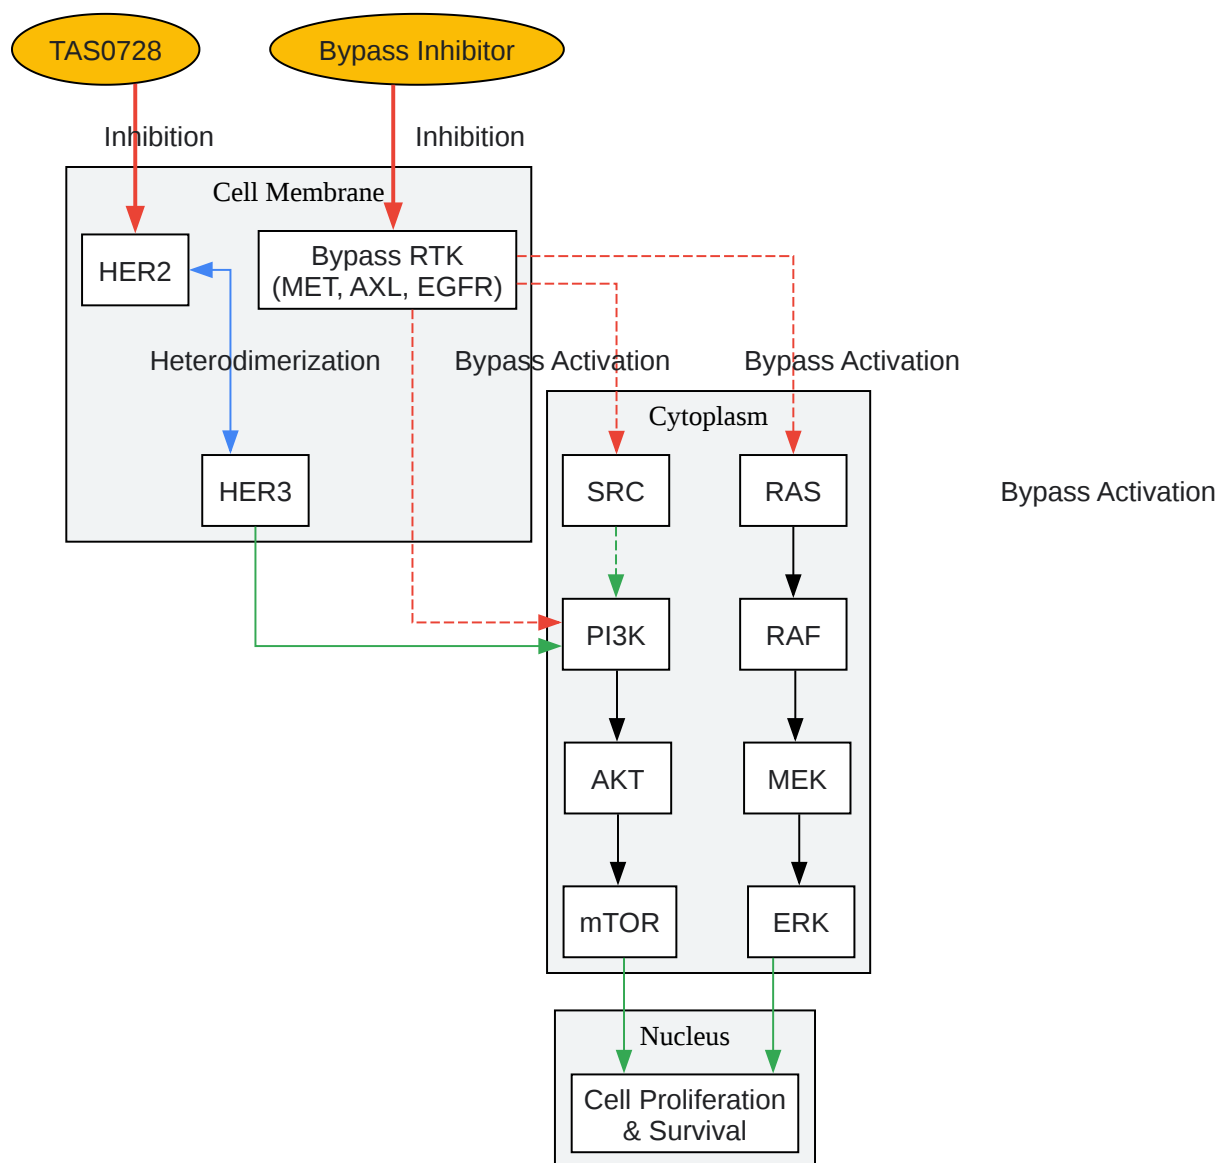 TAS0728
Bypass Inhibitor
Inhibition
Inhibition
Cell Membrane
HER2
Bypass RTK
(MET, AXL, EGFR)
Heterodimerization
Bypass Activation
Bypass Activation
Cytoplasm
HER3
SRC
RAS
Bypass Activation
PI3K
RAF
AKT
MEK
mTOR
ERK
Nucleus
Cell Proliferation
& Survival